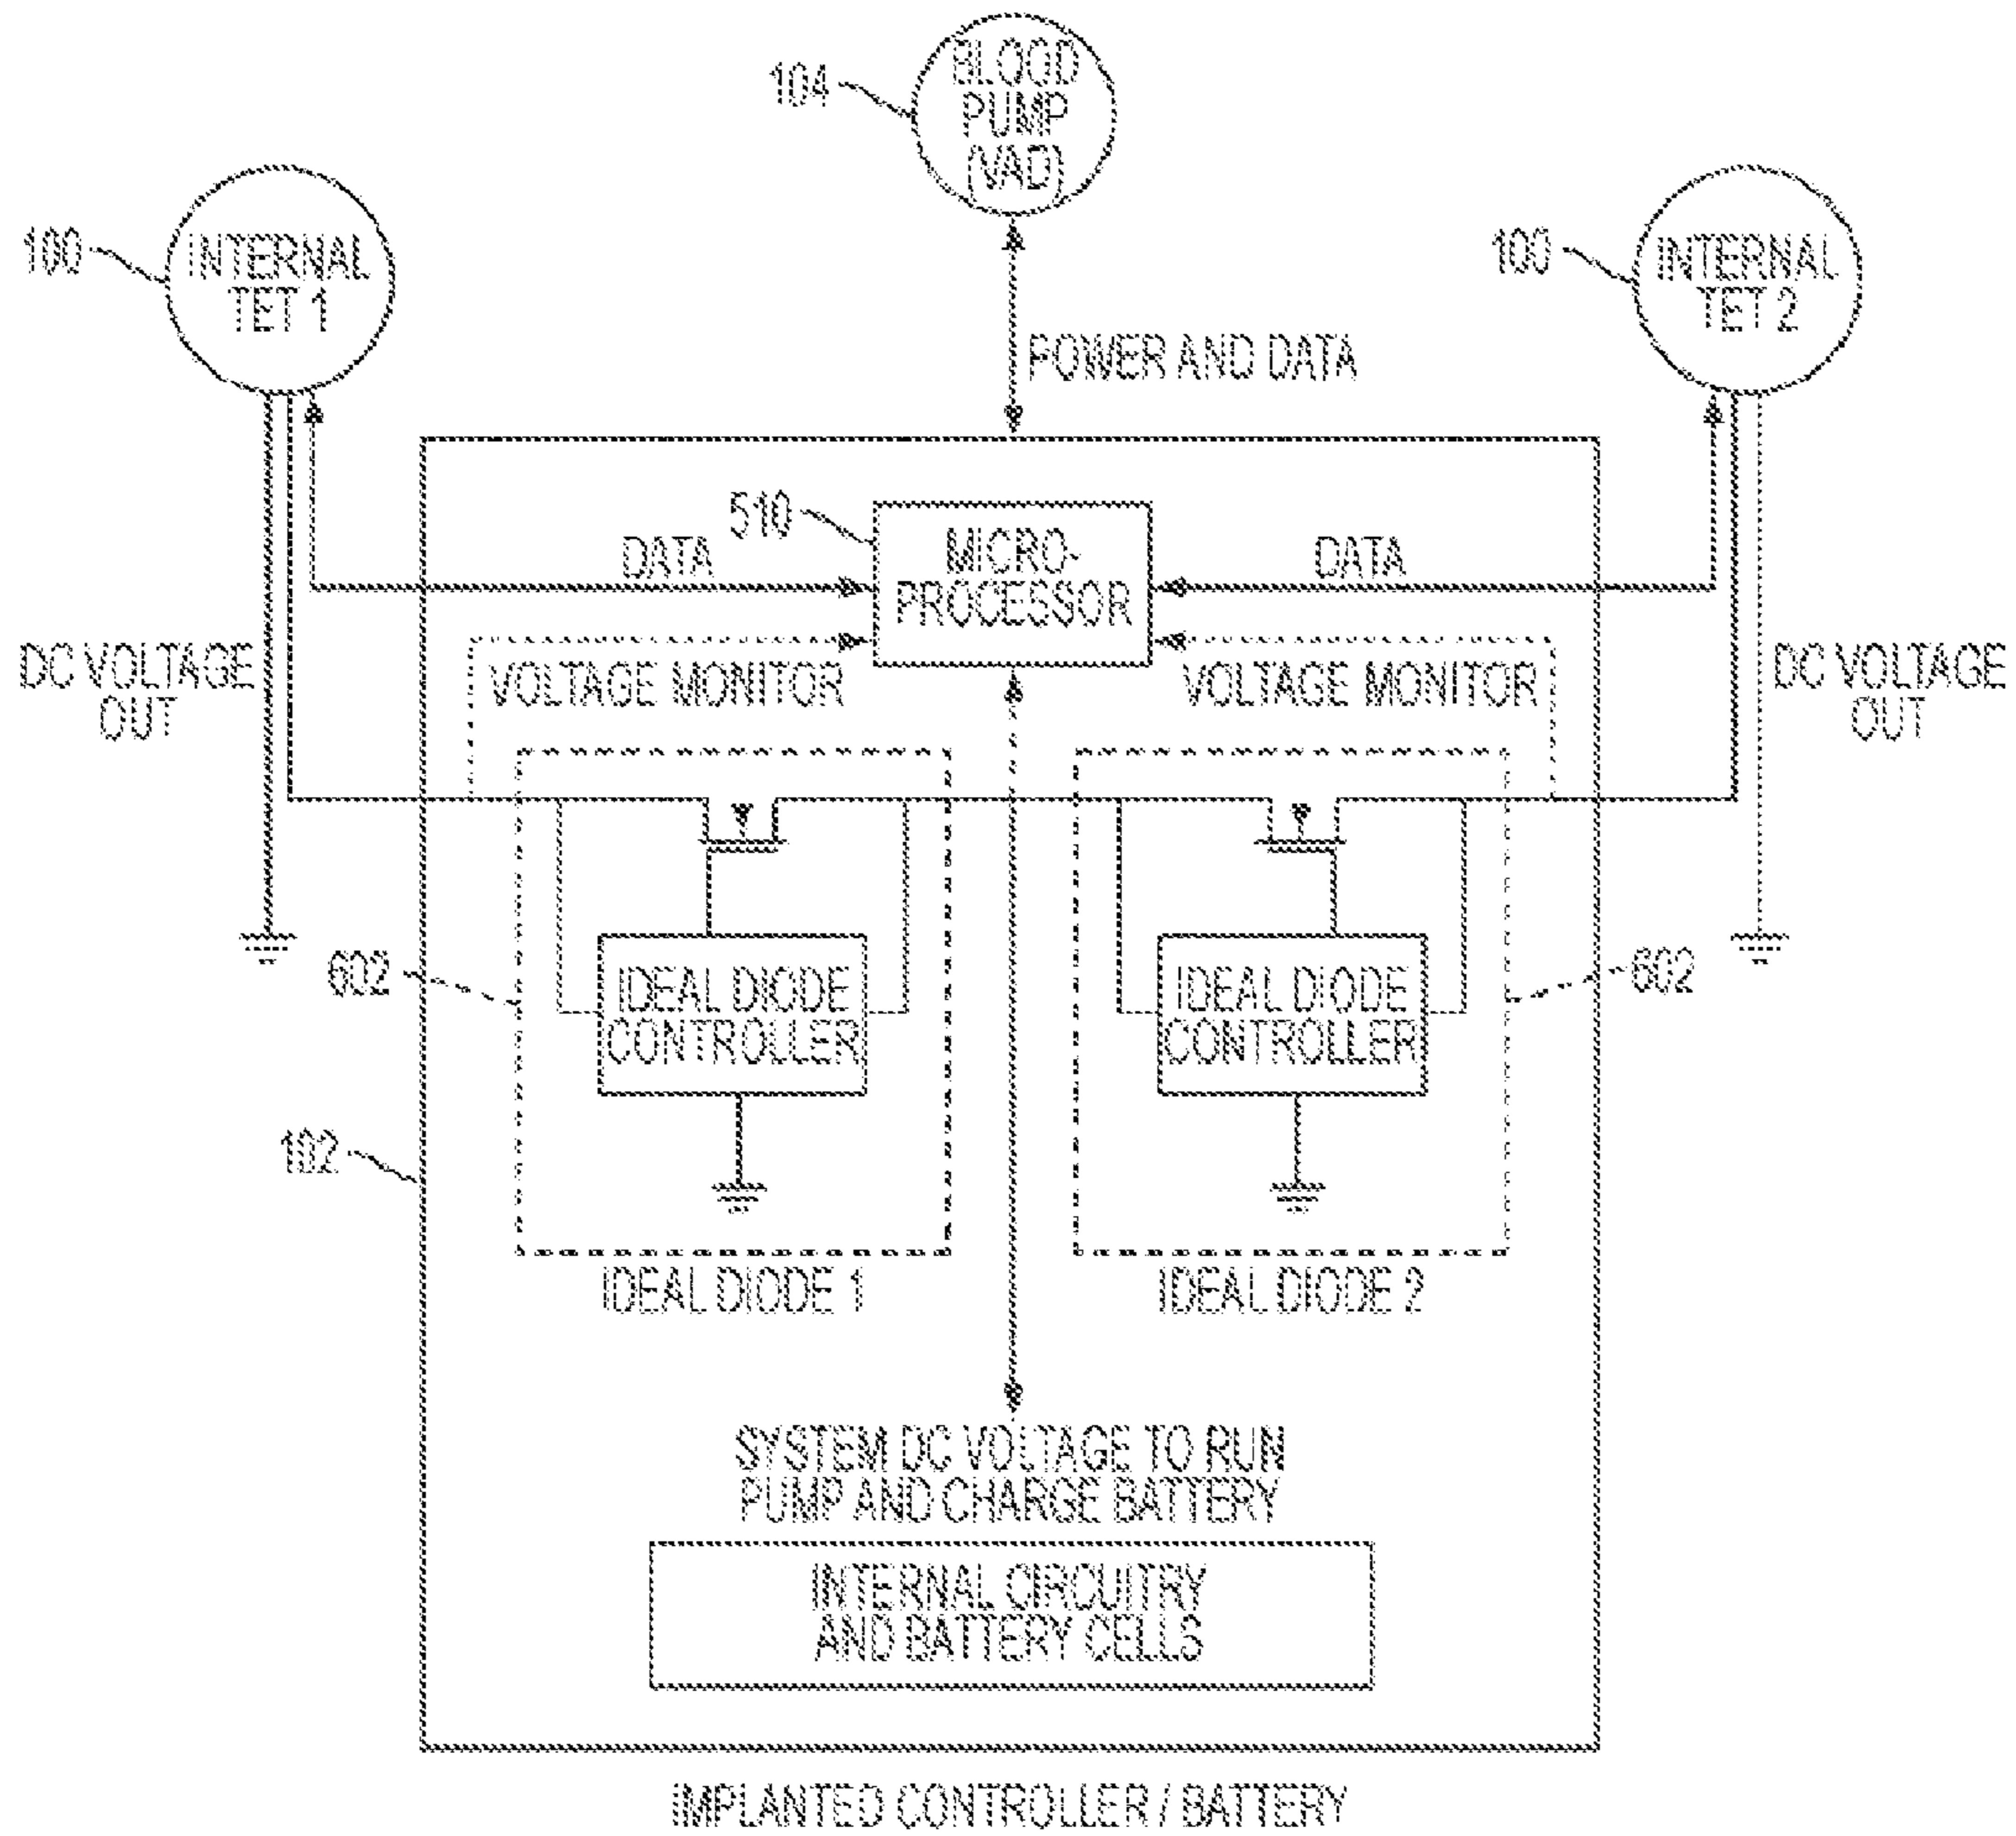 104
BLOOD
PUMP
(VAD)
100
INTERNAL
TET 1
100
INTERNAL
TET 2
POWER AND DATA
510
MICRO-
PROCESSOR
DATA
DATA
DC VOLTAGE
OUT
VOLTAGE MONITOR
VOLTAGE MONITOR
DC VOLTAGE
OUT
602
IDEAL DIODE
CONTROLLER
IDEAL DIODE
CONTROLLER
602
102
IDEAL DIODE 1
IDEAL DIODE 2
SYSTEM DC VOLTAGE TO RUN
PUMP AND CHARGE BATTERY
INTERNAL CIRCUITRY
AND BATTERY CELLS
IMPLANTED CONTROLLER / BATTERY